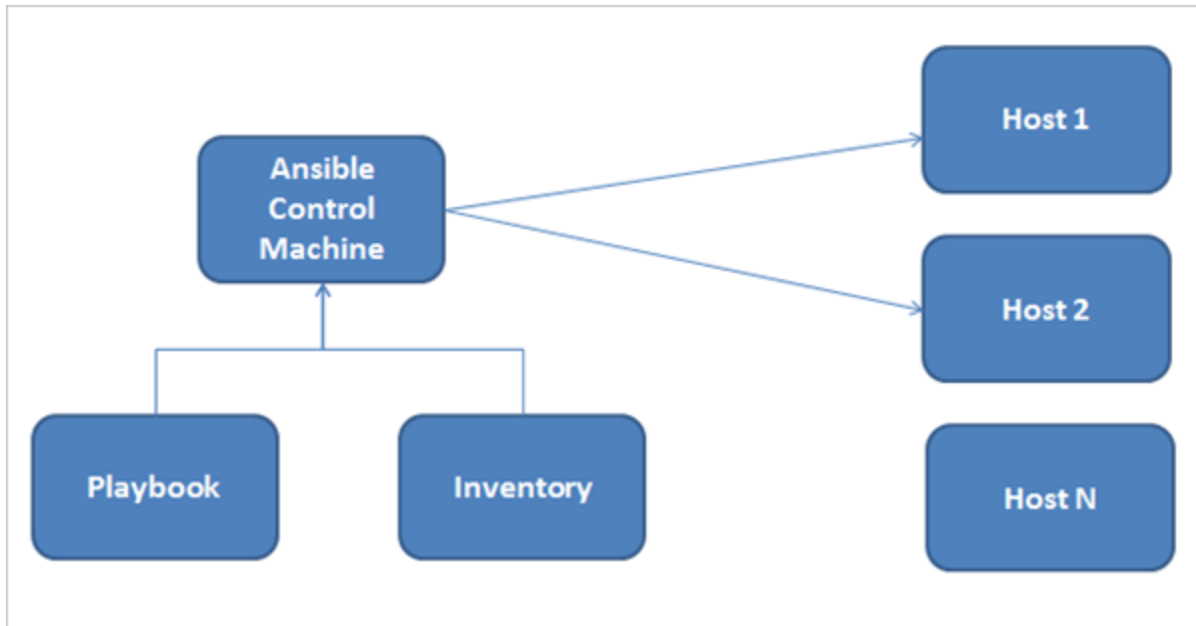 Ansible
Control
Machine
Playbook
Inventory
Host 1
Host 2
Host N